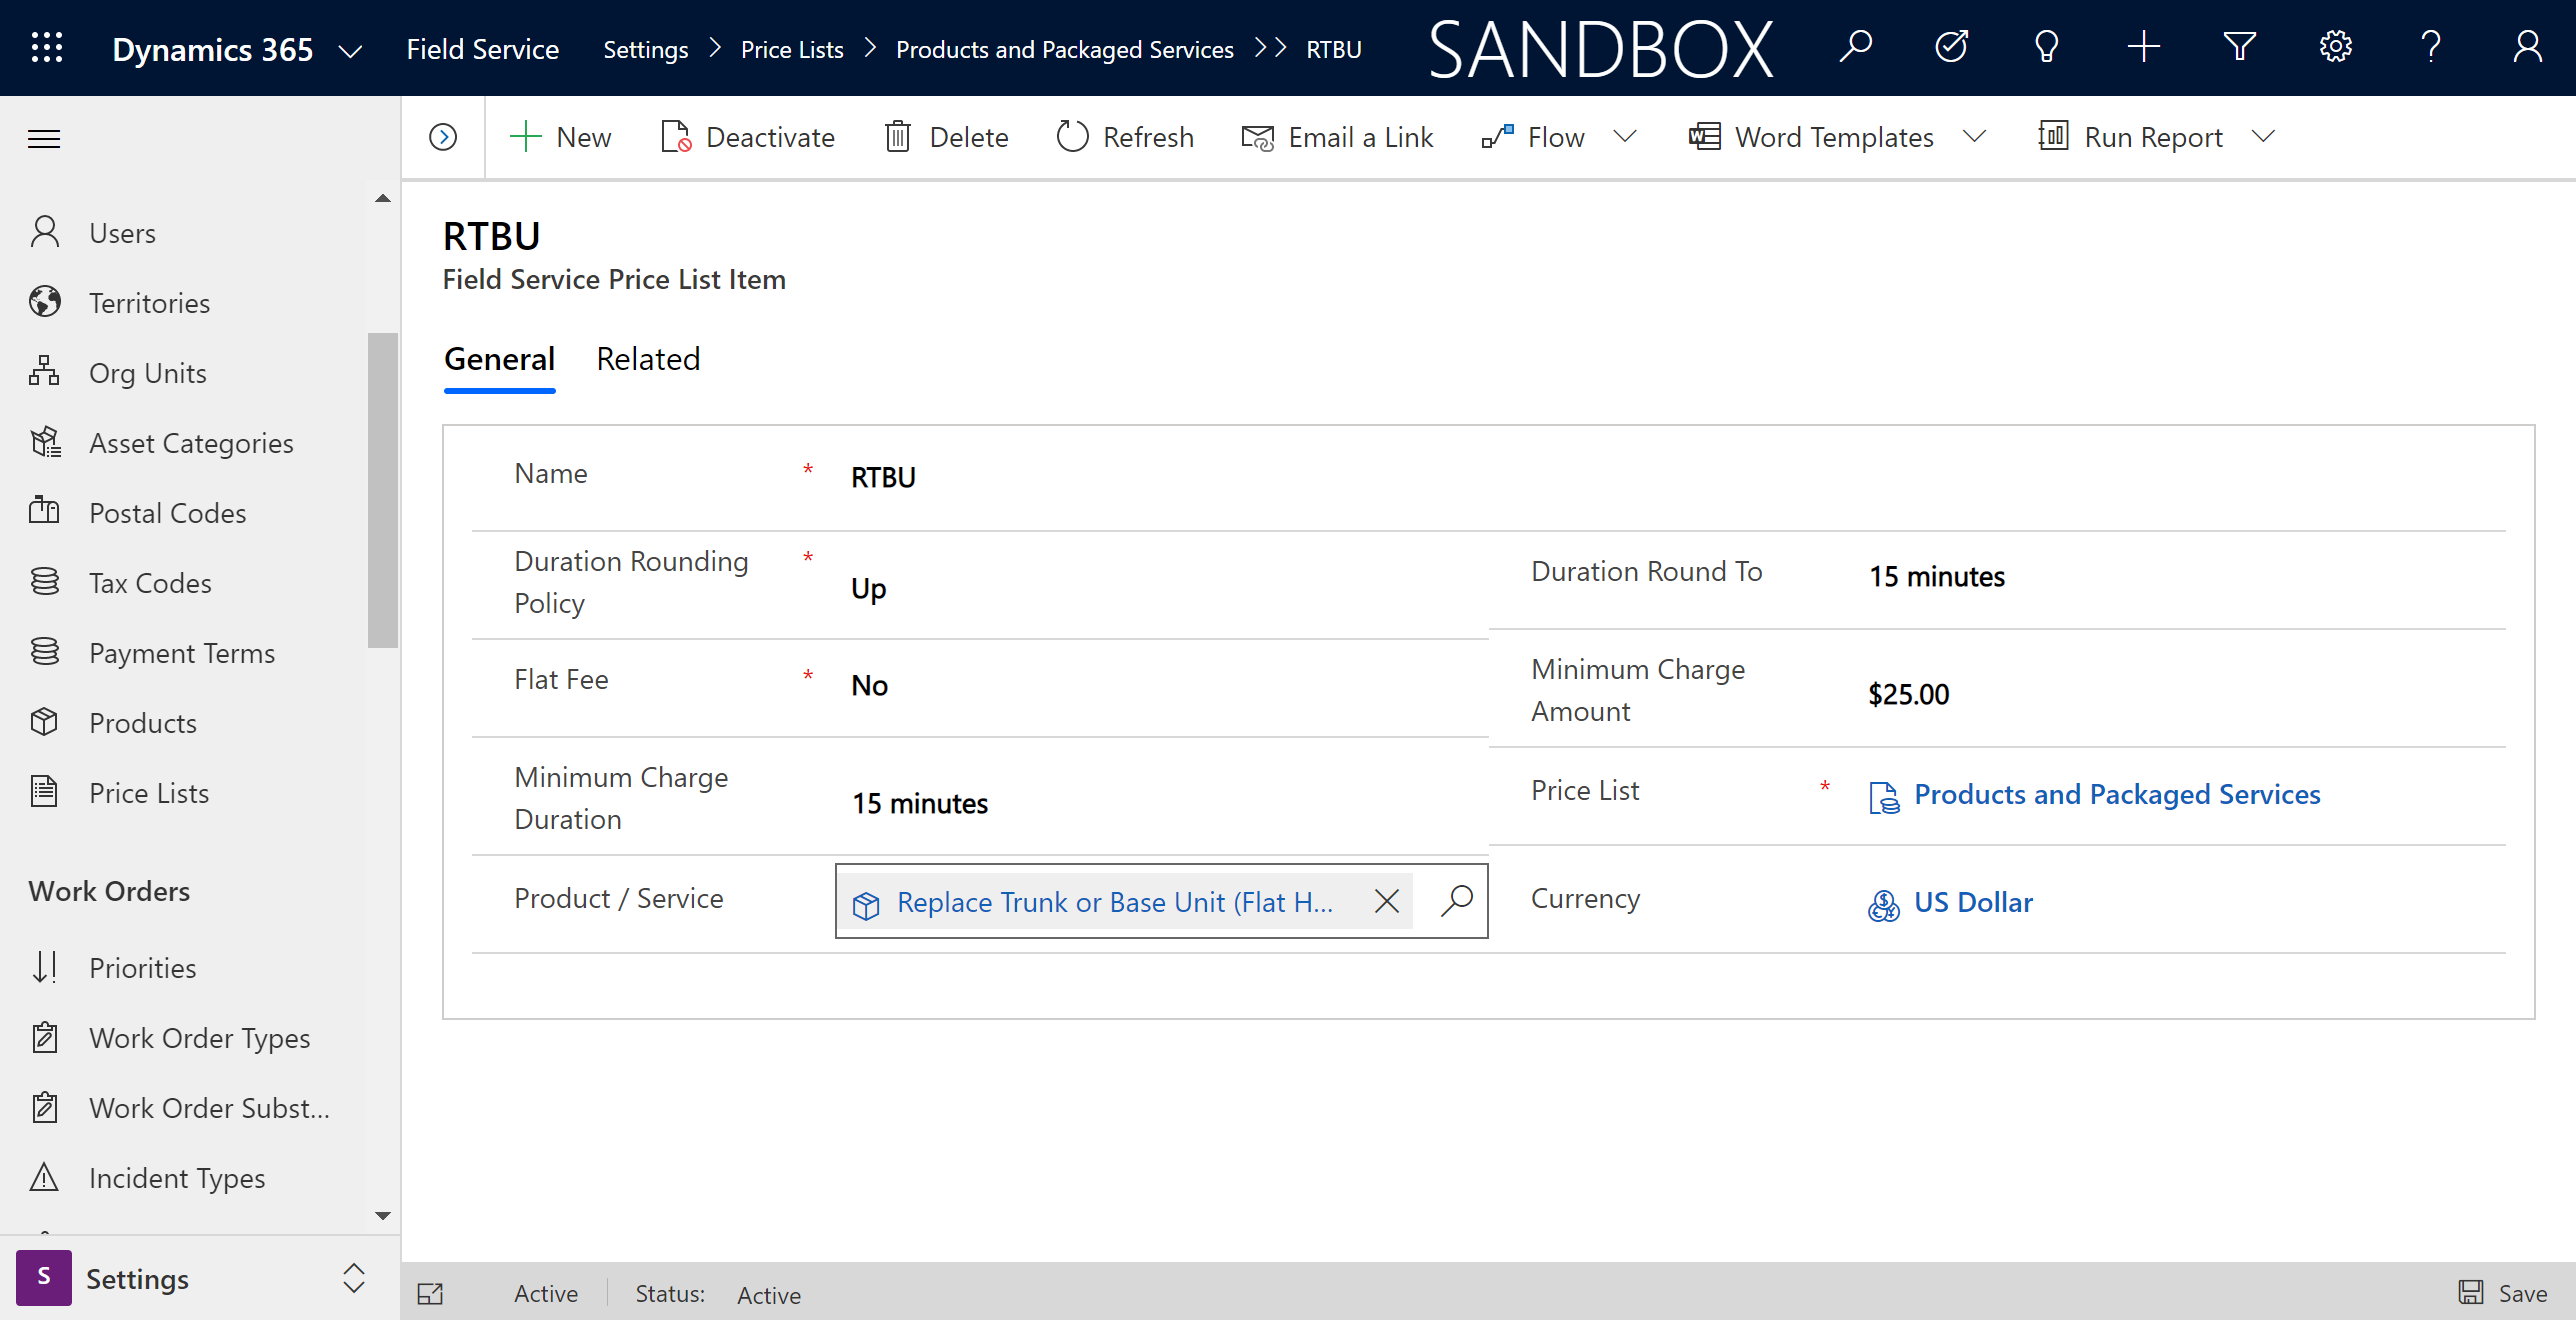 Dynamics 365
Field Service
Settings > Price Lists > Products and Packaged Services >> RTBU
SANDBOX
New
Deactivate
Delete
Refresh
Email a Link
Flow
Word Templates
Run Report
Users
Territories
Org Units
Asset Categories
Postal Codes
Tax Codes
Payment Terms
Products
Price Lists
Work Orders
Priorities
Work Order Types
Work Order Subst...
Incident Types
S
Settings
RTBU
Field Service Price List Item
General
Related
Name * RTBU
Duration Rounding
Policy
* Up
Duration Round To 15 minutes
Flat Fee * No
Minimum Charge
Amount
$25.00
Minimum Charge
Duration
15 minutes
Price List * Products and Packaged Services
Product / Service Replace Trunk or Base Unit (Flat H...
Currency US Dollar
Active
Status: Active
Save